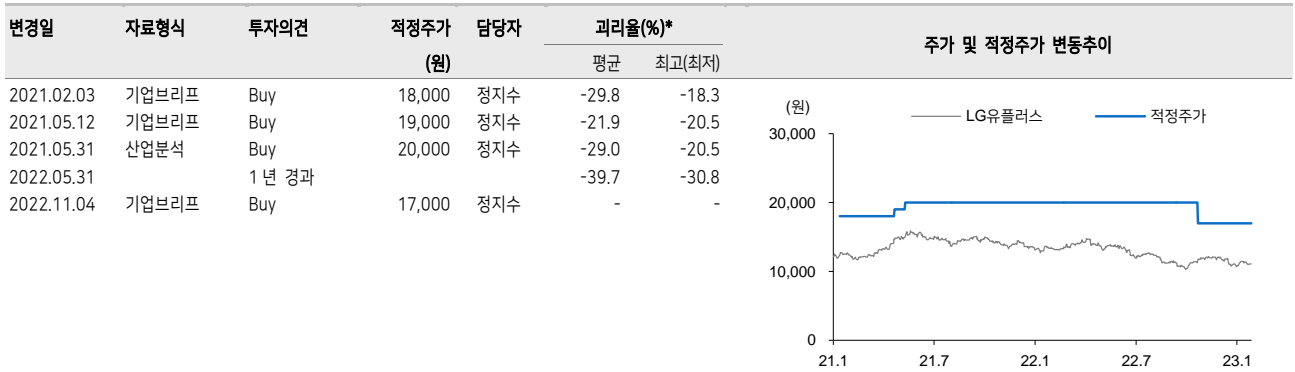 변경일 자료형식 투자의견 적정주가 담당자 괴리율(%)*
(원) 평균 최고(최저)
2021.02.03 기업브리프 Buy 18,000 정지수 -29.8 -18.3
2021.05.12 기업브리프 Buy 19,000 정지수 -21.9 -20.5
2021.05.31 산업분석 Buy 20,000 정지수 -29.0 -20.5
2022.05.31 1년 경과 -39.7 -30.8
2022.11.04 기업브리프 Buy 17,000 정지수 - -
주가 및 적정주가 변동추이
(원)
LG유플러스 적정주가
30,000
20,000
10,000
0
21.1 21.7 22.1 22.7 23.1